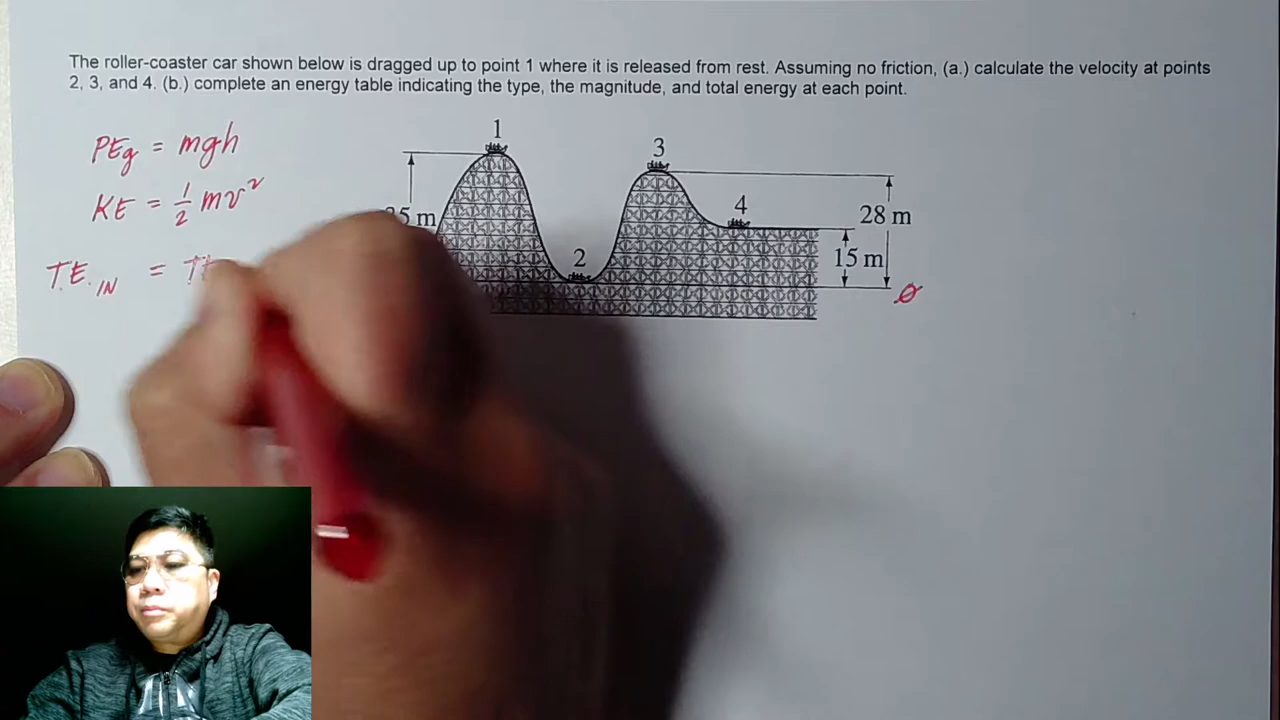 The roller-coaster car shown below is dragged up to point 1 where it is released from rest. Assuming no friction, (a.) calculate the velocity at points
2, 3, and 4. (b.) complete an energy table indicating the type, the magnitude, and total energy at each point.
PEg = mgh
KE = 1/2 mv²
T.E. IN = TE
1
3
4
2
5 m
28 m
15 m
Ø